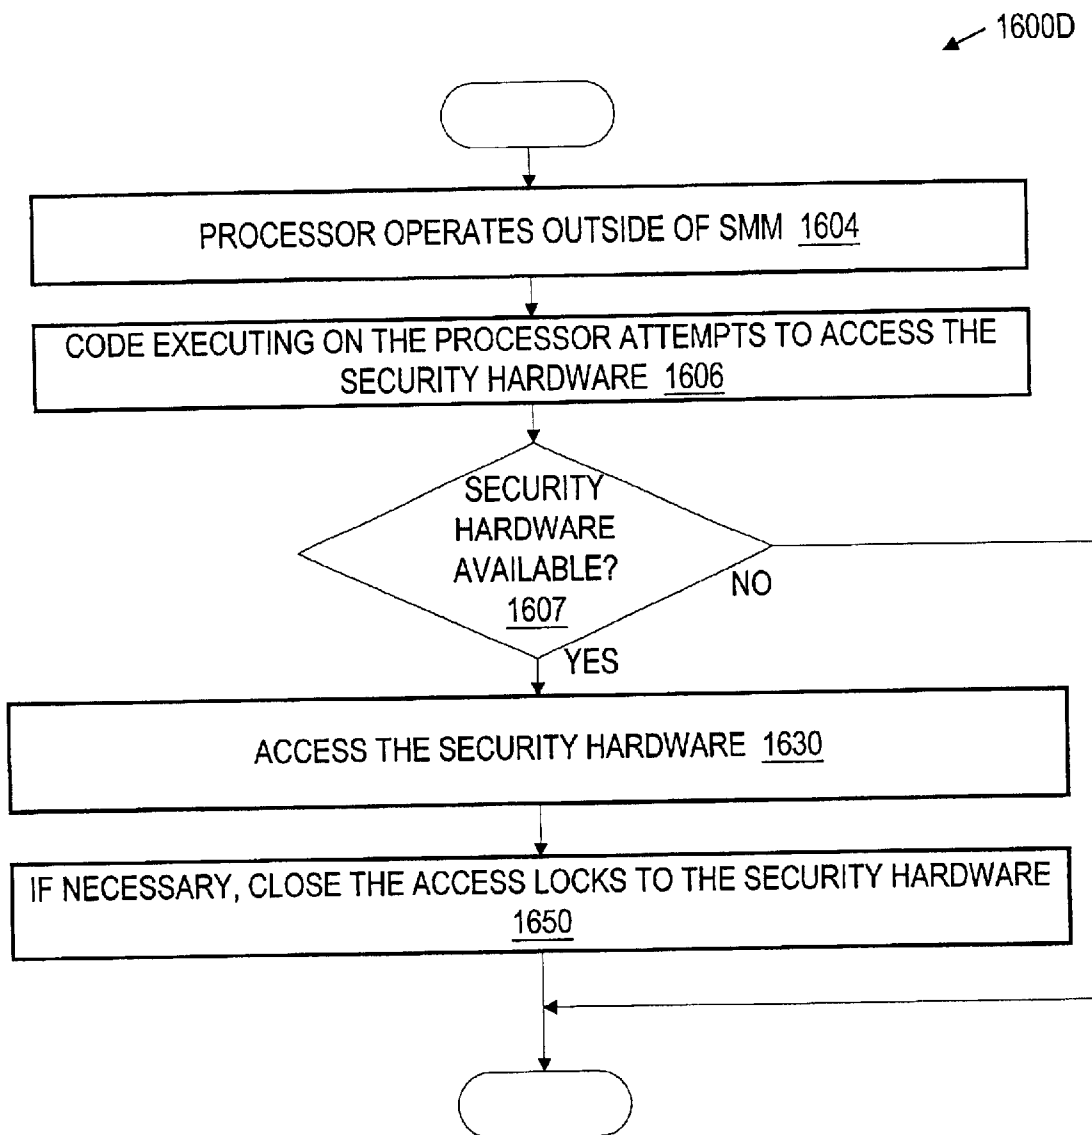 1600D
PROCESSOR OPERATES OUTSIDE OF SMM 1604
CODE EXECUTING ON THE PROCESSOR ATTEMPTS TO ACCESS THE
SECURITY HARDWARE 1606
SECURITY
HARDWARE
AVAILABLE?
1607
NO
YES
ACCESS THE SECURITY HARDWARE 1630
IF NECESSARY, CLOSE THE ACCESS LOCKS TO THE SECURITY HARDWARE
1650